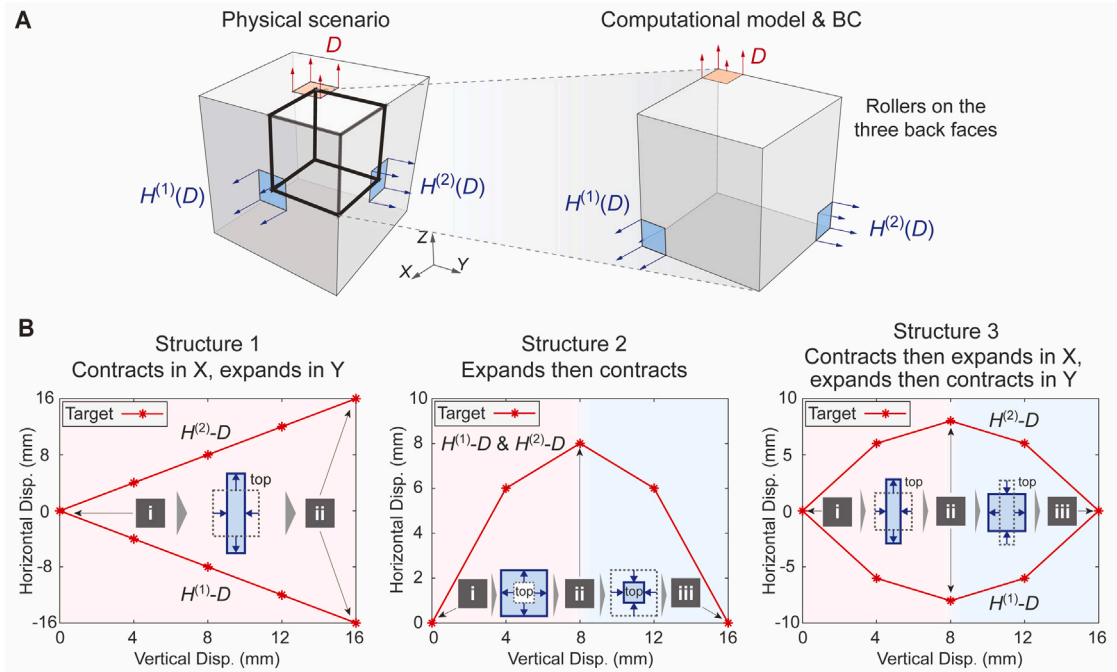 A
Physical scenario
Computational model & BC
D
D
Rollers on the
three back faces
H(1)(D)
H(2)(D)
H(1)(D)
H(2)(D)
Z
X
Y
B
Structure 1
Contracts in X, expands in Y
Structure 2
Expands then contracts
Structure 3
Contracts then expands in X,
expands then contracts in Y
Horizontal Disp. (mm)
16
8
0
-8
-16
Target
H(2)-D
top
i
ii
H(1)-D
0
4
8
12
16
Vertical Disp. (mm)
Horizontal Disp. (mm)
10
8
6
4
2
0
Target
H(1)-D & H(2)-D
i
top
ii
top
iii
0
4
8
12
16
Vertical Disp. (mm)
Horizontal Disp. (mm)
10
5
0
-5
-10
Target
H(2)-D
top
top
i
ii
iii
H(1)-D
0
4
8
12
16
Vertical Disp. (mm)